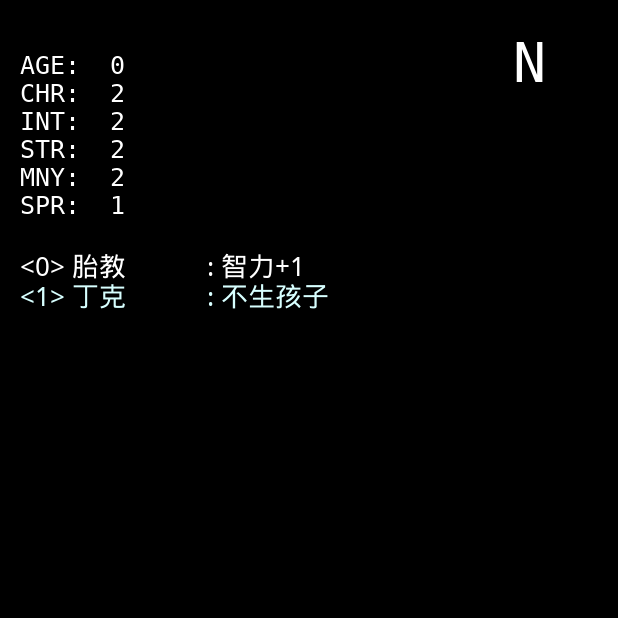 N
AGE: 0
CHR: 2
INT: 2
STR: 2
MNY: 2
SPR: 1
<0> 胎教 : 智力+1
<1> 丁克 : 不生孩子